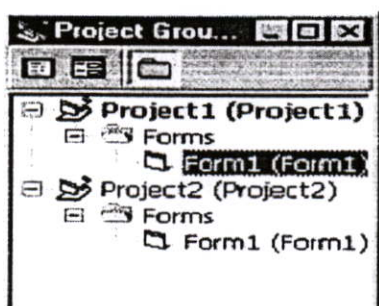 Project Grou...
Project1 (Project1)
Forms
Form1 (Form1)
Project2 (Project2)
Forms
Form1 (Form1)